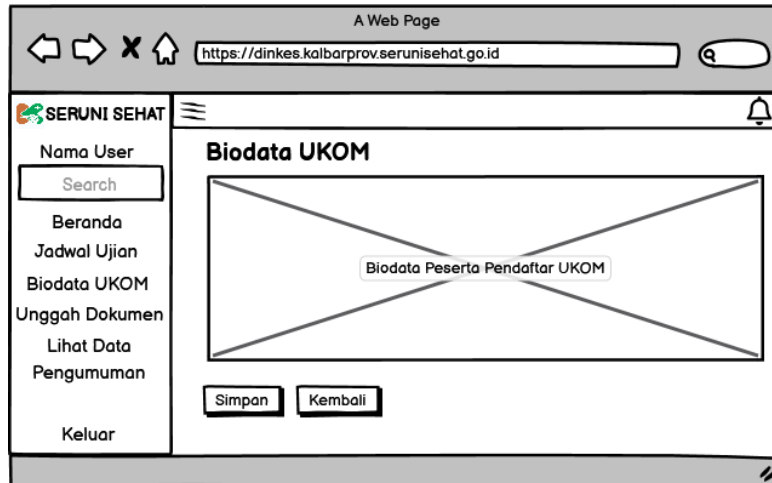 A Web Page
https://dinkes.kalbarprov.serunisehat.go.id
SERUNI SEHAT
Nama User
Search
Beranda
Jadwal Ujian
Biodata UKOM
Unggah Dokumen
Lihat Data
Pengumuman
Keluar
Biodata UKOM
Biodata Peserta Pendaftar UKOM
Simpan
Kembali